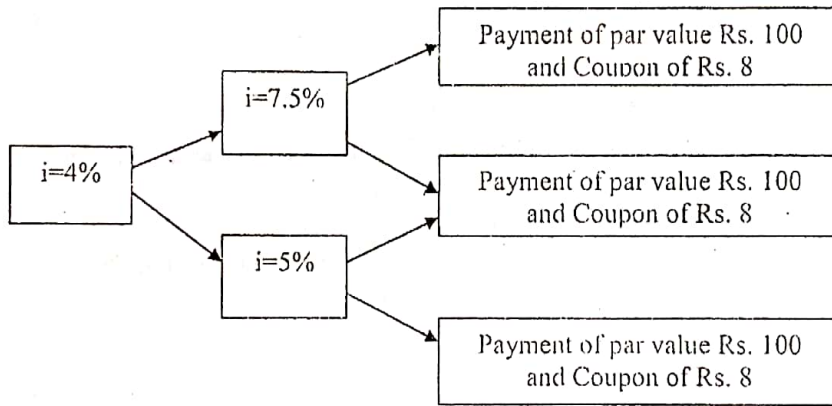 Payment of par value Rs. 100
and Coupon of Rs. 8
i=7.5%
i=4%
Payment of par value Rs. 100
and Coupon of Rs. 8
i=5%
Payment of par value Rs. 100
and Coupon of Rs. 8